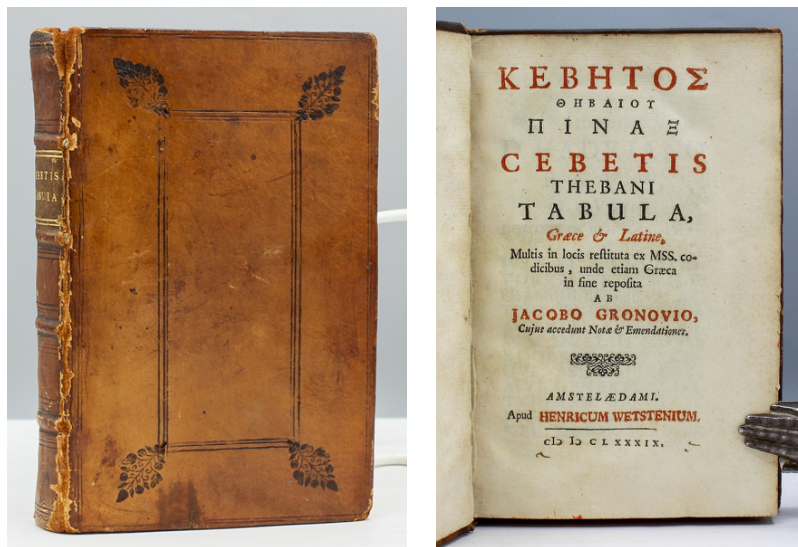 TABULA
ΚΕΒΗΤΟΣ
ΘΗΒΑΙΟΥ
ΠΙΝΑΞ
CEBETIS
THEBANI
TABULA,
Græce & Latine,
Multis in locis reſtituta ex MSS. co-
dicibus, unde etiam Græca
in fine repoſita
AB
JACOBO GRONOVIO,
Cujus accedunt Notæ & Emendationes.
AMSTELÆDAMI.
Apud HENRICUM WETSTENIUM.
cIɔ Iɔ C LXXXIX.